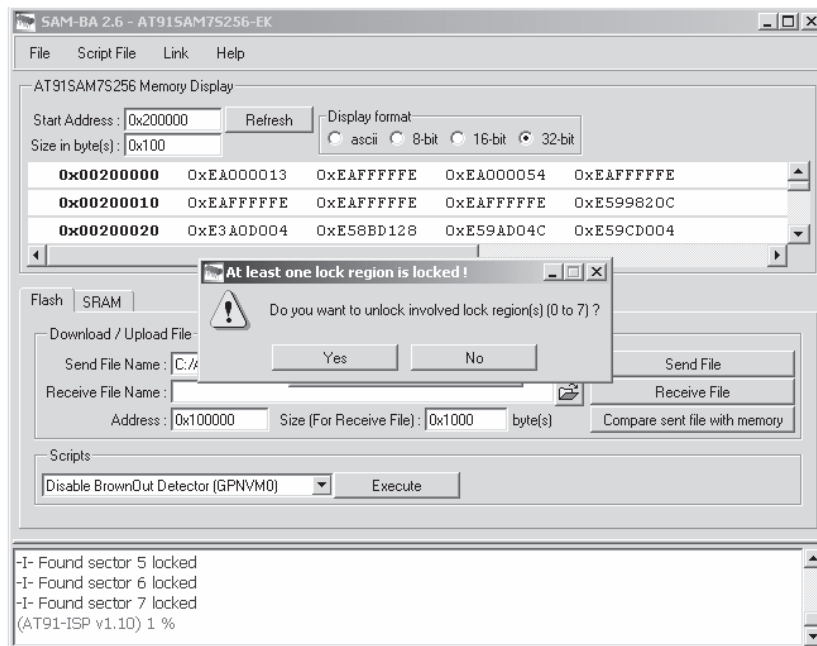 SAM-BA 2.6 - AT91SAM7S256-EK
File Script File Link Help
AT91SAM7S256 Memory Display
Start Address : 0x200000 Refresh
Size in byte(s) : 0x100
Display format
ascii 8-bit 16-bit 32-bit
0x00200000 0xEA000013 0xEAFFFFFE 0xEA000054 0xEAFFFFFE
0x00200010 0xEAFFFFFE 0xEAFFFFFE 0xEAFFFFFE 0xE599820C
0x00200020 0xE3A0D004 0xE58BD128 0xE59AD04C 0xE59CD004
At least one lock region is locked !
Do you want to unlock involved lock region(s) (0 to 7) ?
Yes No
Flash SRAM
Download / Upload File
Send File Name : C:/ Send File
Receive File Name : Receive File
Address : 0x100000 Size (For Receive File) : 0x1000 byte(s) Compare sent file with memory
Scripts
Disable BrownOut Detector (GPNVM0) Execute
-I- Found sector 5 locked
-I- Found sector 6 locked
-I- Found sector 7 locked
(AT91-ISP v1.10) 1 %